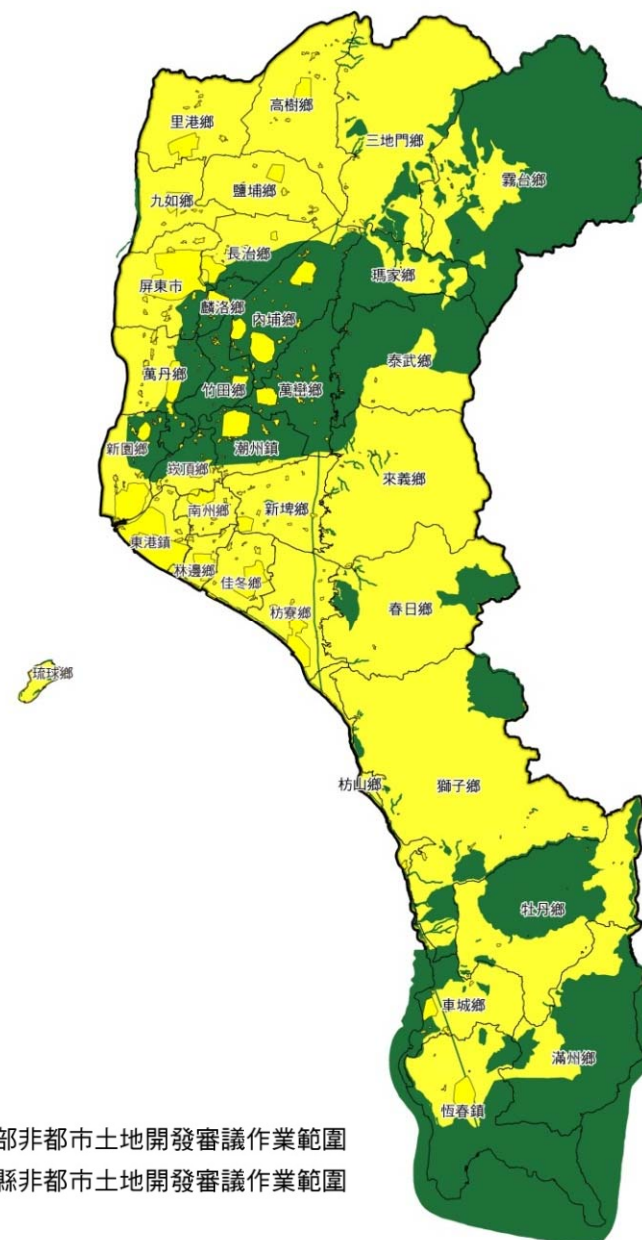 高樹鄉
里港鄉
三地門鄉
霧台鄉
鹽埔鄉
九如鄉
長治鄉
瑪家鄉
屏東市
麟洛鄉
內埔鄉
泰武鄉
萬丹鄉
竹田鄉
萬巒鄉
新園鄉
潮州鎮
崁頂鄉
來義鄉
南州鄉
新埤鄉
東港鎮
林邊鄉
佳冬鄉
枋寮鄉
春日鄉
琉球鄉
枋山鄉
獅子鄉
牡丹鄉
車城鄉
滿州鄉
恆春鎮
部非都市土地開發審議作業範圍
縣非都市土地開發審議作業範圍